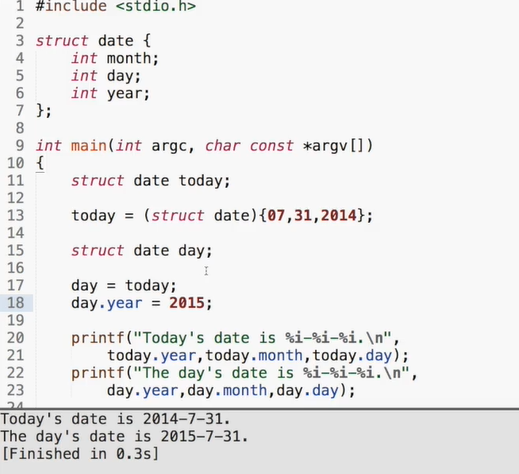 1 #include <stdio.h>
2
3 struct date {
4     int month;
5     int day;
6     int year;
7 };
8
9 int main(int argc, char const *argv[])
10 {
11     struct date today;
12
13     today = (struct date){07,31,2014};
14
15     struct date day;
16
17     day = today;
18     day.year = 2015;
19
20     printf("Today's date is %i-%i-%i.\n",
21         today.year,today.month,today.day);
22     printf("The day's date is %i-%i-%i.\n",
23         day.year,day.month,day.day);
24
Today's date is 2014-7-31.
The day's date is 2015-7-31.
[Finished in 0.3s]